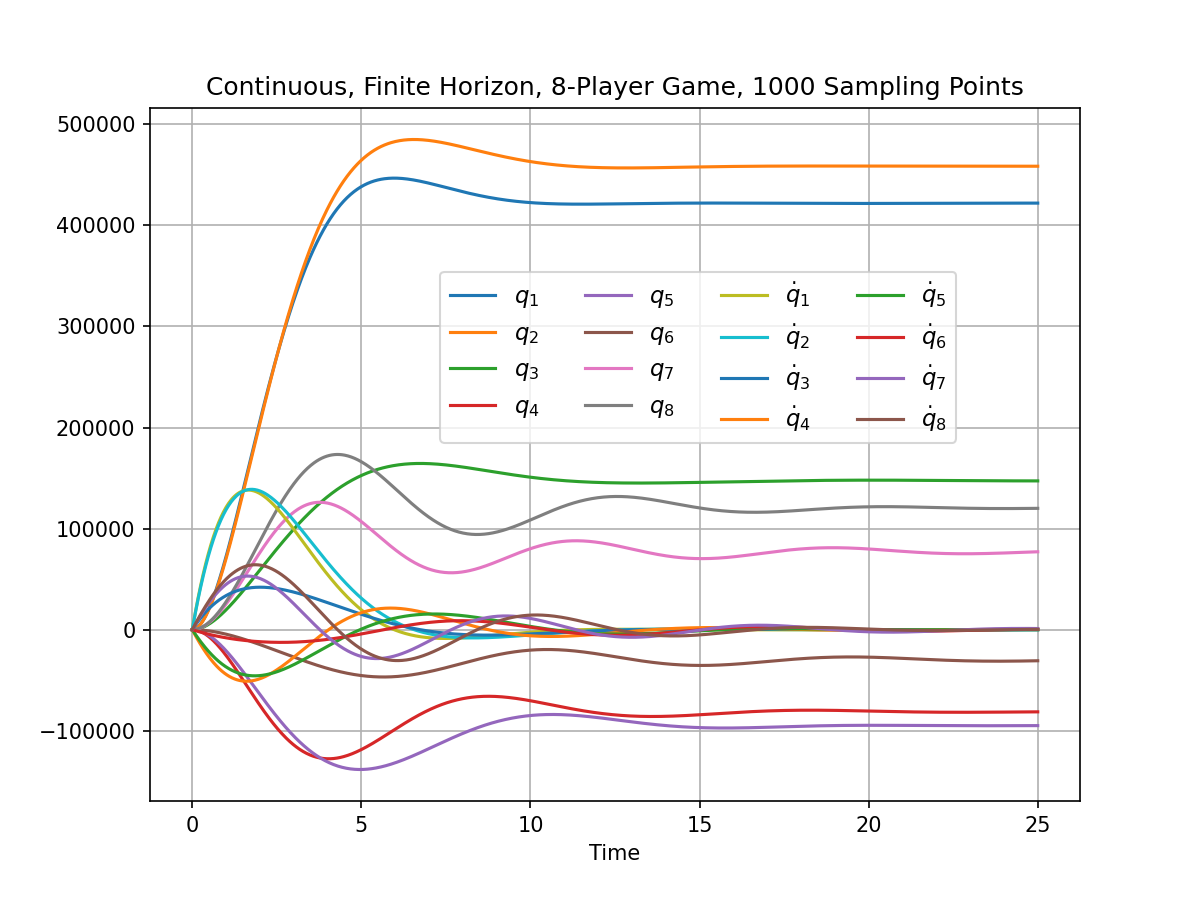 Continuous, Finite Horizon, 8-Player Game, 1000 Sampling Points
500000
400000
300000
200000
100000
0
−100000
q₁ q₅ q̇₁ q̇₅
q₂ q₆ q̇₂ q̇₆
q₃ q₇ q̇₃ q̇₇
q₄ q₈ q̇₄ q̇₈
0 5 10 15 20 25
Time